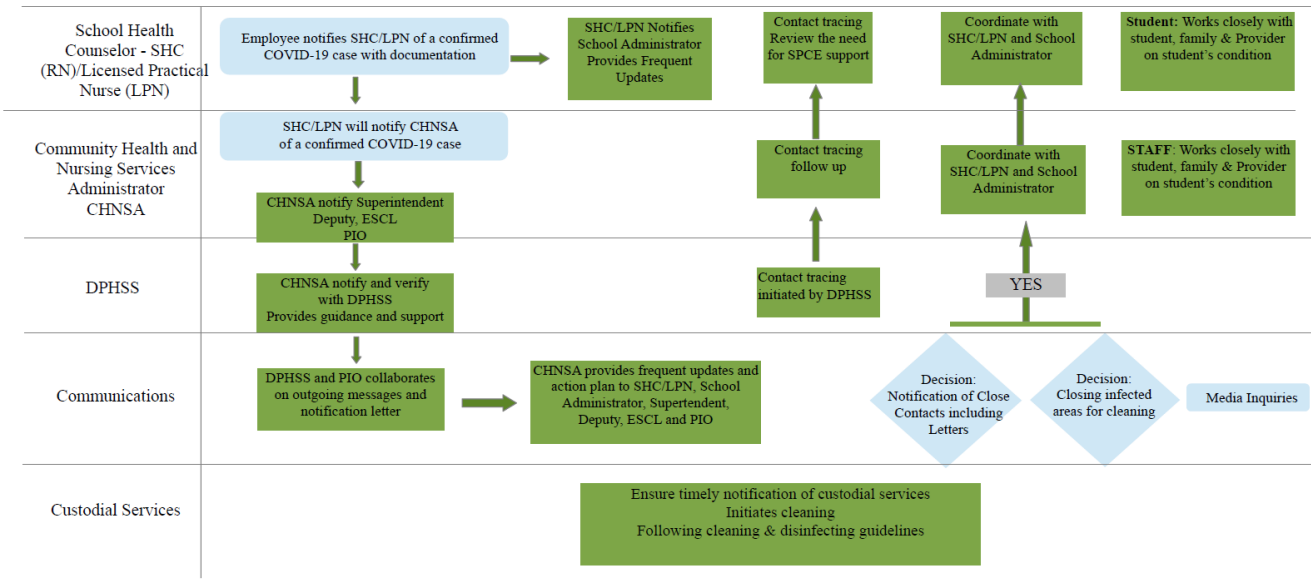 School Health
Counselor - SHC
(RN)/Licensed Practical
Nurse (LPN)
Employee notifies SHC/LPN of a confirmed
COVID-19 case with documentation
SHC/LPN Notifies
School Administrator
Provides Frequent
Updates
Contact tracing
Review the need
for SPCE support
Coordinate with
SHC/LPN and School
Administrator
Student: Works closely with
student, family & Provider
on student's condition
Community Health and
Nursing Services
Administrator
CHNSA
SHC/LPN will notify CHNSA
of a confirmed COVID-19 case
CHNSA notify Superintendent
Deputy, ESCL
PIO
Contact tracing
follow up
Coordinate with
SHC/LPN and School
Administrator
STAFF: Works closely with
student, family & Provider
on student's condition
DPHSS
CHNSA notify and verify
with DPHSS
Provides guidance and support
Contact tracing
initiated by DPHSS
YES
Communications
DPHSS and PIO collaborates
on outgoing messages and
notification letter
CHNSA provides frequent updates and
action plan to SHC/LPN, School
Administrator, Supertendent,
Deputy, ESCL and PIO
Decision:
Notification of Close
Contacts including
Letters
Decision:
Closing infected
areas for cleaning
Media Inquiries
Custodial Services
Ensure timely notification of custodial services
Initiates cleaning
Following cleaning & disinfecting guidelines